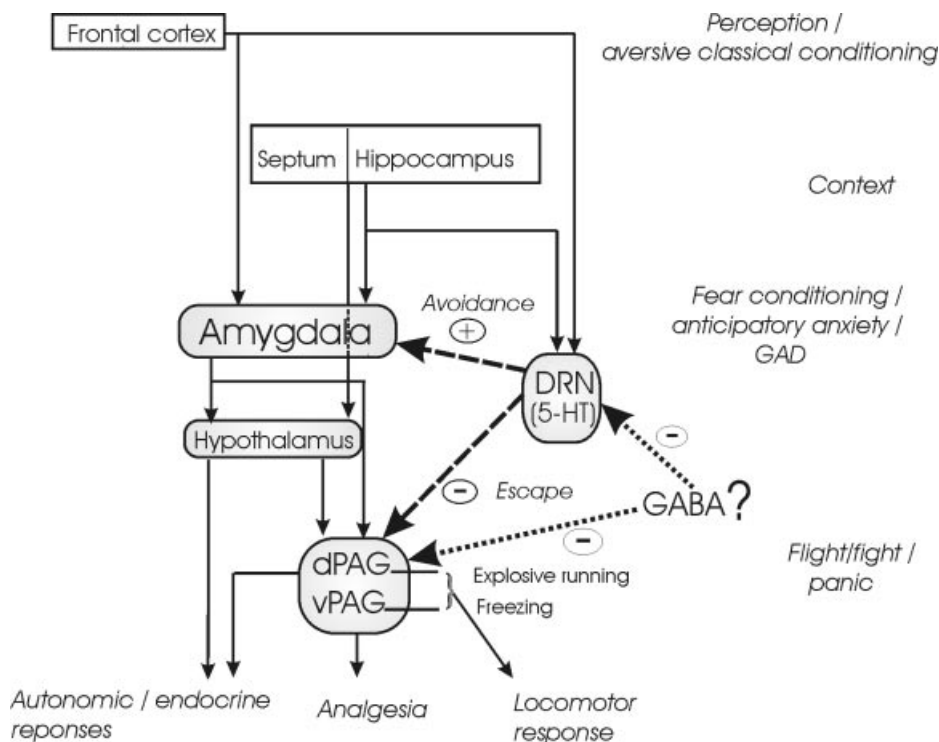 Frontal cortex
Perception /
aversive classical conditioning
Septum
Hippocampus
Context
Avoidance
+
Fear conditioning /
anticipatory anxiety /
GAD
Amygdala
DRN
(5-HT)
Hypothalamus
-
-
Escape
GABA?
-
dPAG
vPAG
Explosive running
Freezing
Flight/fight /
panic
Autonomic / endocrine
reponses
Analgesia
Locomotor
response